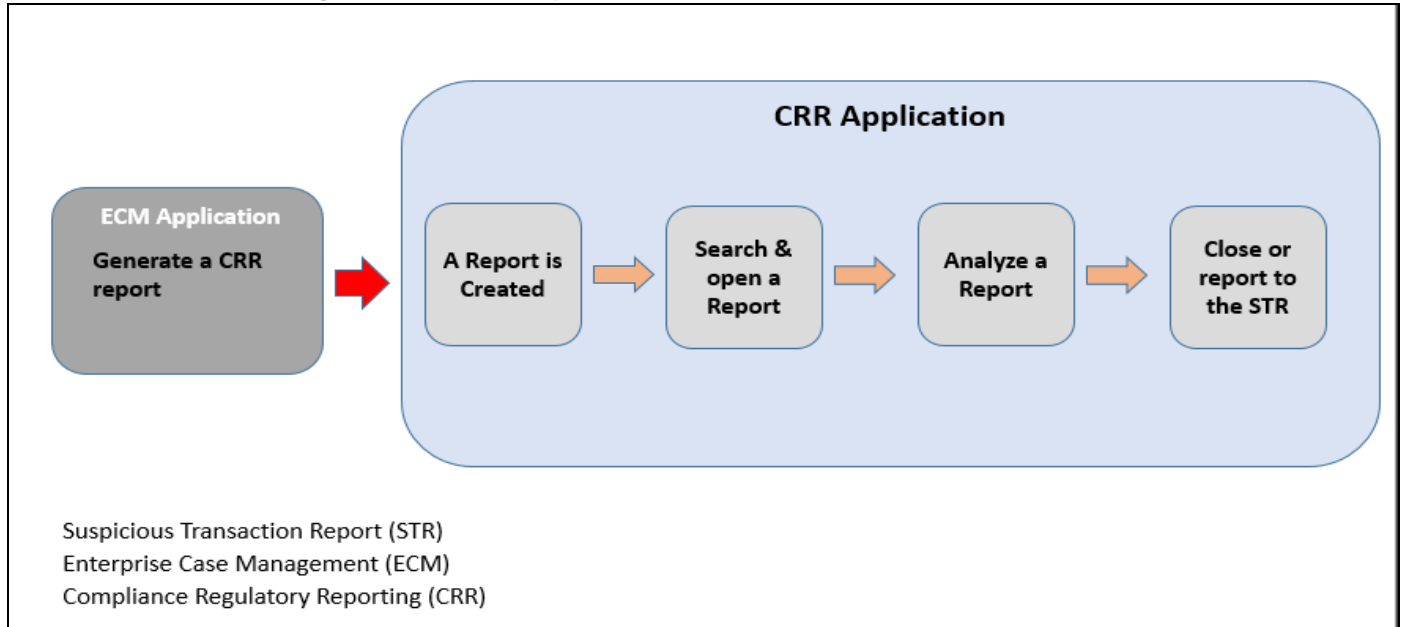 CRR Application
ECM Application
Generate a CRR
report
A Report is
Created
Search &
open a
Report
Analyze a
Report
Close or
report to
the STR
Suspicious Transaction Report (STR)
Enterprise Case Management (ECM)
Compliance Regulatory Reporting (CRR)